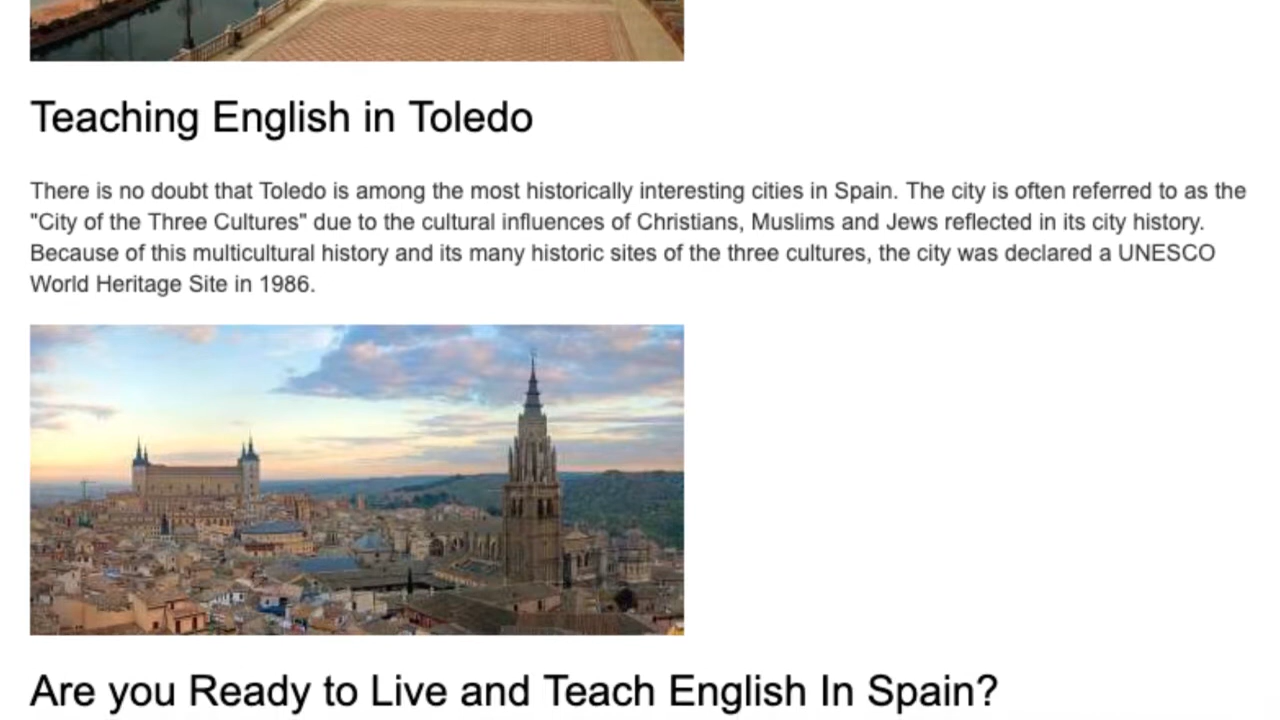 Teaching English in Toledo
There is no doubt that Toledo is among the most historically interesting cities in Spain. The city is often referred to as the
"City of the Three Cultures" due to the cultural influences of Christians, Muslims and Jews reflected in its city history.
Because of this multicultural history and its many historic sites of the three cultures, the city was declared a UNESCO
World Heritage Site in 1986.
Are you Ready to Live and Teach English In Spain?